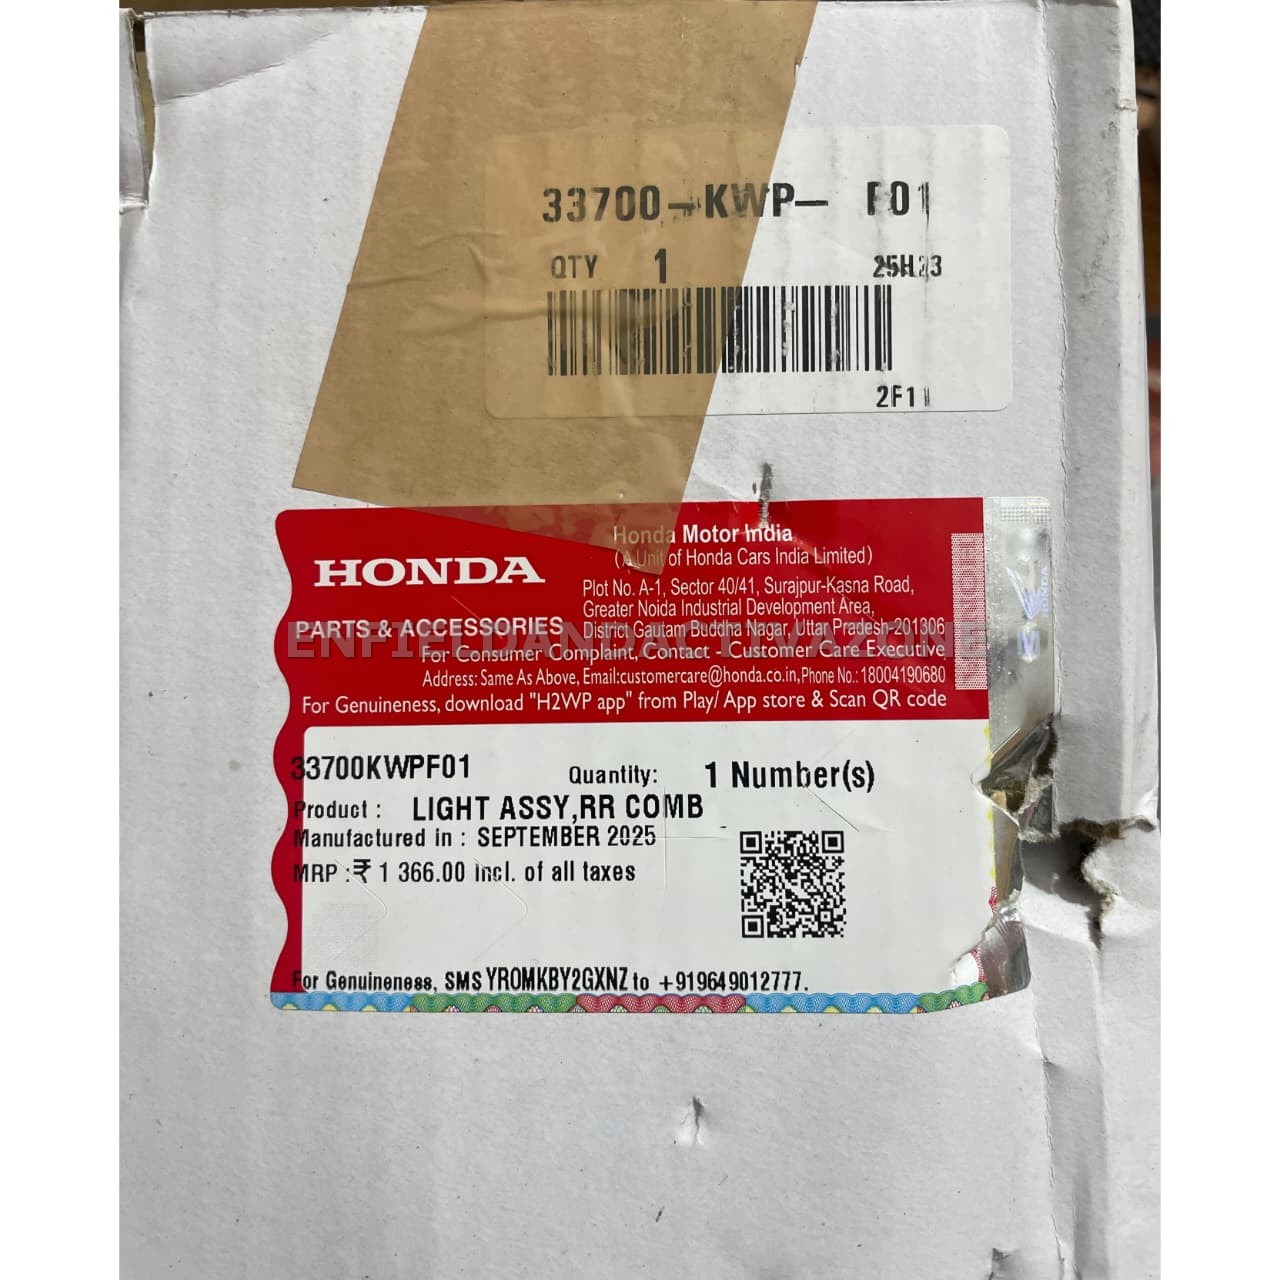 33700-KWP- F01
QTY 1 25H23
2F11
HONDA
PARTS & ACCESSORIES
Honda Motor India
(A Unit of Honda Cars India Limited)
Plot No. A-1, Sector 40/41, Surajpur-Kasna Road,
Greater Noida Industrial Development Area,
District Gautam Buddha Nagar, Uttar Pradesh-201306
For Consumer Complaint, Contact - Customer Care Executive
Address: Same As Above, Email:customercare@honda.co.in, Phone No.: 18004190680
For Genuineness, download "H2WP app" from Play/ App store & Scan QR code
HONDA
ENFIELDANDACTIVAZONE
33700KWPF01 Quantity: 1 Number(s)
Product : LIGHT ASSY,RR COMB
Manufactured in : SEPTEMBER 2025
MRP :₹ 1 366.00 Incl. of all taxes
For Genuineness, SMS YROMKBY2GXNZ to +919649012777.